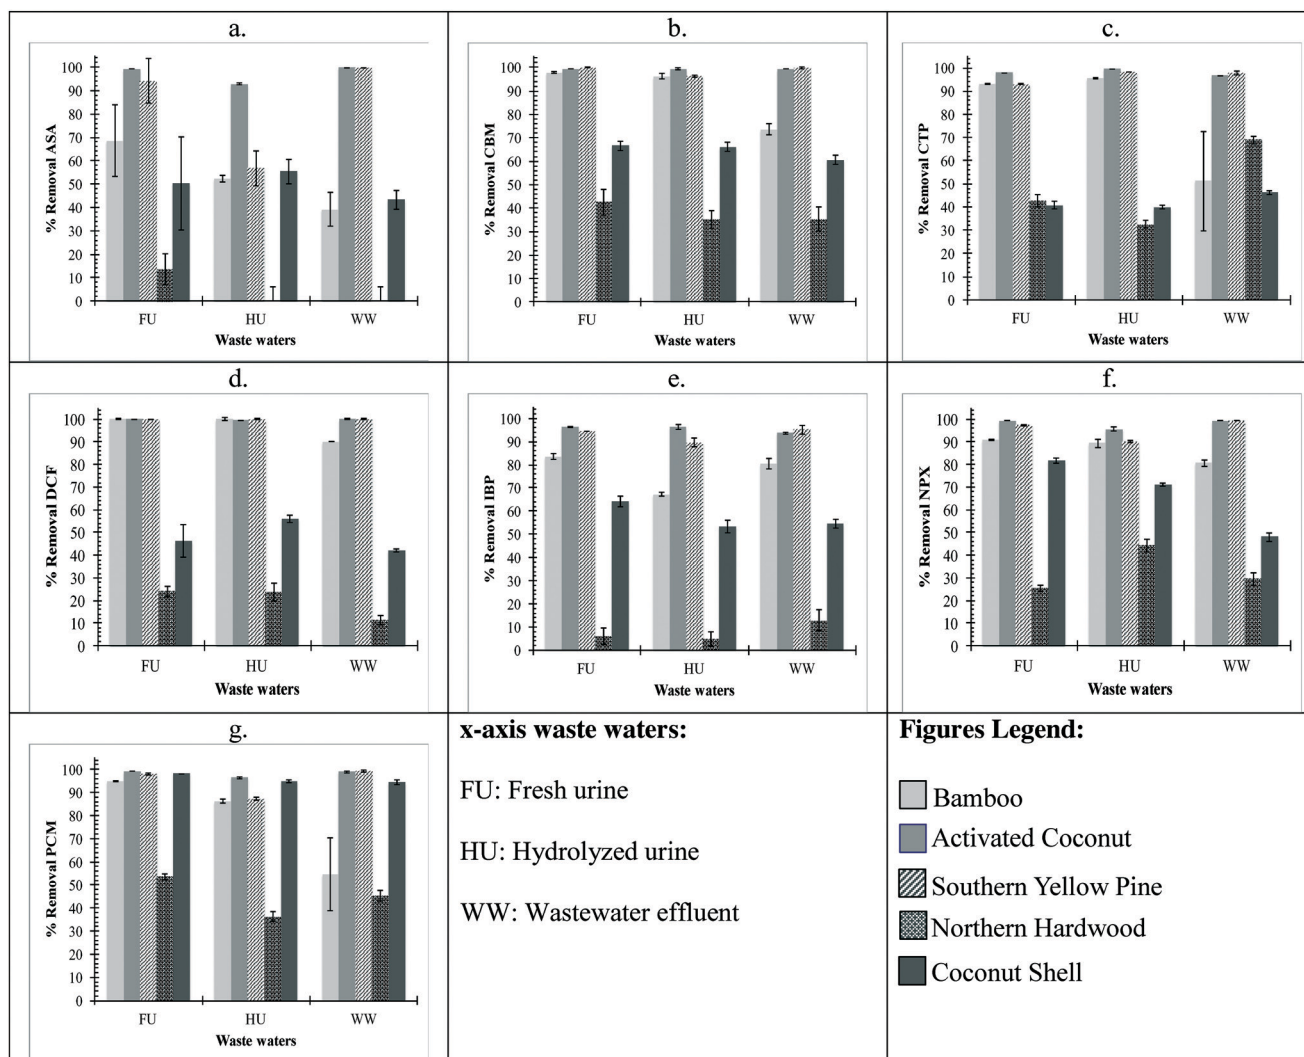 a.
% Removal ASA
100
90
80
70
60
50
40
30
20
10
0
FU HU WW
Waste waters
b.
% Removal CBM
100
90
80
70
60
50
40
30
20
10
0
FU HU WW
Waste waters
c.
% Removal CTP
100
90
80
70
60
50
40
30
20
10
0
FU HU WW
Waste waters
d.
% Removal DCF
100
90
80
70
60
50
40
30
20
10
0
FU HU WW
Waste waters
e.
% Removal IBP
100
90
80
70
60
50
40
30
20
10
0
FU HU WW
Waste waters
f.
% Removal NPX
100
90
80
70
60
50
40
30
20
10
0
FU HU WW
Waste waters
g.
% Removal PCM
100
90
80
70
60
50
40
30
20
10
0
FU HU WW
Waste waters
x-axis waste waters:
FU: Fresh urine
HU: Hydrolyzed urine
WW: Wastewater effluent
Figures Legend:
Bamboo
Activated Coconut
Southern Yellow Pine
Northern Hardwood
Coconut Shell